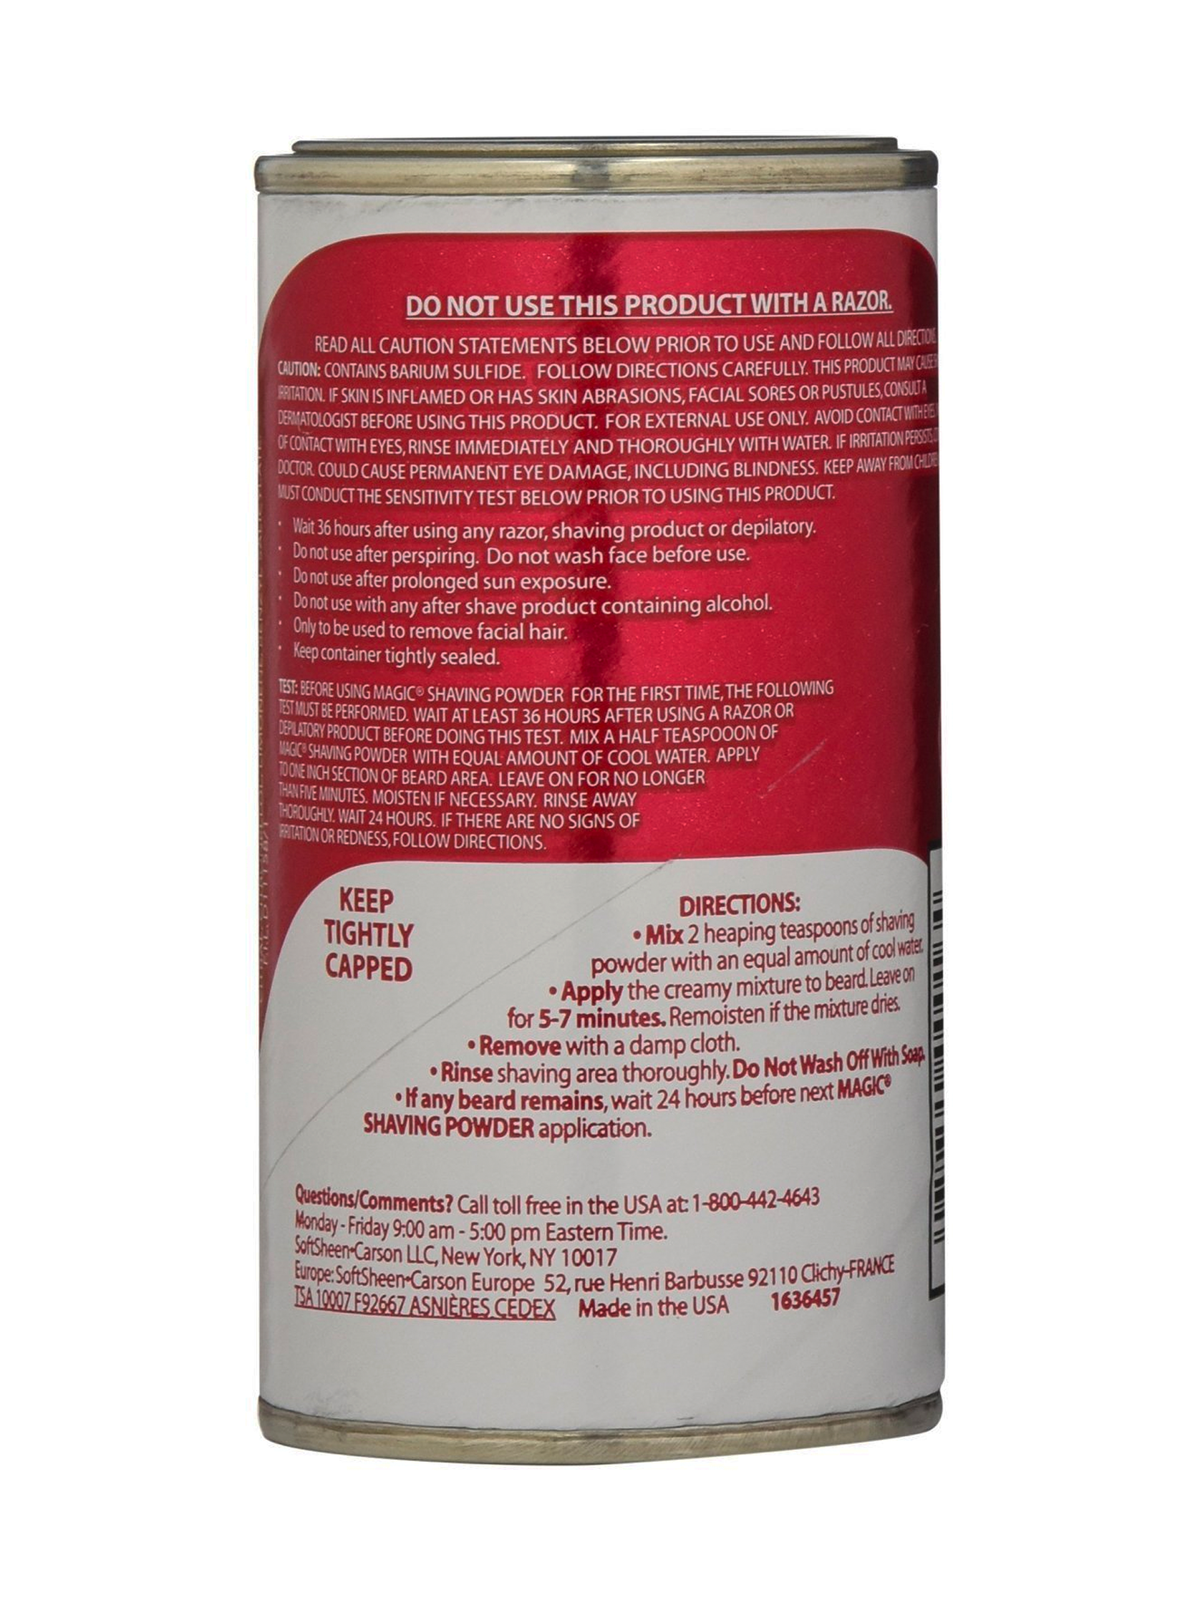 DO NOT USE THIS PRODUCT WITH A RAZOR.
READ ALL CAUTION STATEMENTS BELOW PRIOR TO USE AND FOLLOW ALL
CAUTION: CONTAINS BARIUM SULFIDE. FOLLOW DIRECTIONS CAREFULLY. THIS PRODUCT MAY CAUSE
IRRITATION. IF SKIN IS INFLAMED OR HAS SKIN ABRASIONS, FACIAL SORES OR PUSTULES, CONSULT A
DERMATOLOGIST BEFORE USING THIS PRODUCT. FOR EXTERNAL USE ONLY. AVOID CONTACT WITH EYES.
OF CONTACT WITH EYES, RINSE IMMEDIATELY AND THOROUGHLY WITH WATER. IF IRRITATION PERSISTS,
DOCTOR. COULD CAUSE PERMANENT EYE DAMAGE, INCLUDING BLINDNESS. KEEP AWAY FROM
MUST CONDUCT THE SENSITIVITY TEST BELOW PRIOR TO USING THIS PRODUCT.
• Wait 36 hours after using any razor, shaving product or depilatory.
• Do not use after perspiring. Do not wash face before use.
• Do not use after prolonged sun exposure.
• Do not use with any after shave product containing alcohol.
• Only to be used to remove facial hair.
• Keep container tightly sealed.
TEST: BEFORE USING MAGIC® SHAVING POWDER FOR THE FIRST TIME, THE FOLLOWING
TEST MUST BE PERFORMED. WAIT AT LEAST 36 HOURS AFTER USING A RAZOR OR
DEPILATORY PRODUCT BEFORE DOING THIS TEST. MIX A HALF TEASPOOON OF
MAGIC® SHAVING POWDER WITH EQUAL AMOUNT OF COOL WATER. APPLY
TO ONE INCH SECTION OF BEARD AREA. LEAVE ON FOR NO LONGER
THAN FIVE MINUTES. MOISTEN IF NECESSARY. RINSE AWAY
THOROUGHLY. WAIT 24 HOURS. IF THERE ARE NO SIGNS OF
IRRITATION OR REDNESS, FOLLOW DIRECTIONS.
KEEP
TIGHTLY
CAPPED
DIRECTIONS:
• Mix 2 heaping teaspoons of shaving
powder with an equal amount of cool water.
• Apply the creamy mixture to beard. Leave on
for 5-7 minutes. Remoisten if the mixture dries.
• Remove with a damp cloth.
• Rinse shaving area thoroughly. Do Not Wash Off With Soap.
• If any beard remains, wait 24 hours before next MAGIC®
SHAVING POWDER application.
Questions/Comments? Call toll free in the USA at: 1-800-442-4643
Monday - Friday 9:00 am - 5:00 pm Eastern Time.
SoftSheen•Carson LLC, New York, NY 10017
Europe: SoftSheen•Carson Europe 52, rue Henri Barbusse 92110 Clichy-FRANCE
TSA 10007 F92667 ASNIÈRES CEDEX Made in the USA 1636457